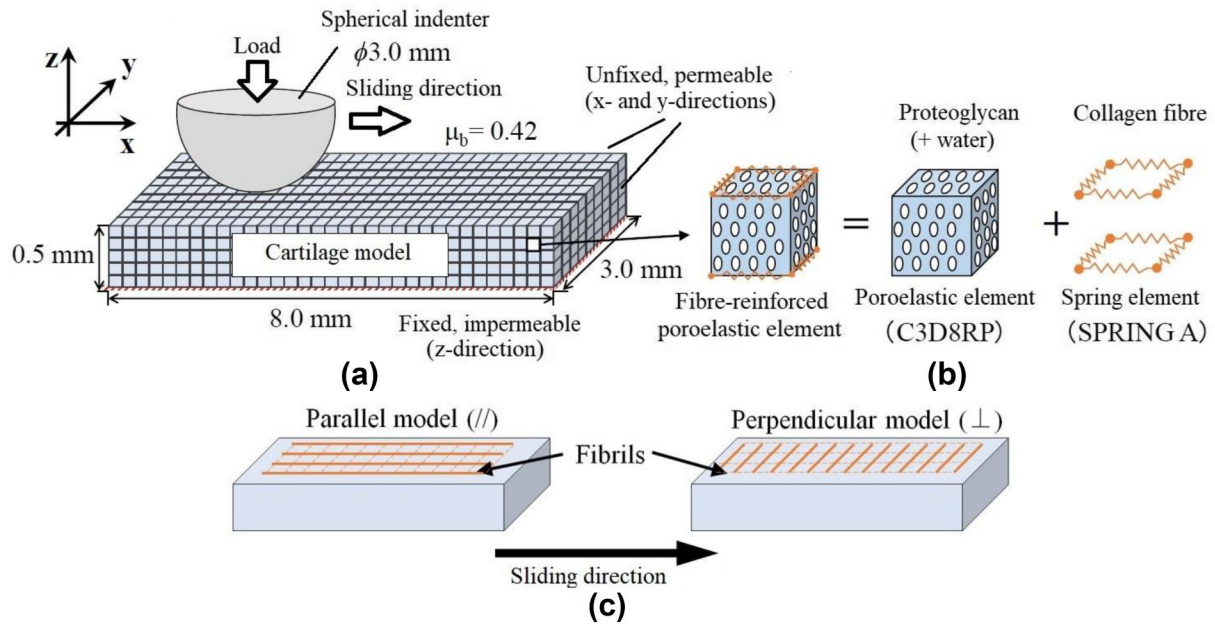 Spherical indenter
ϕ3.0 mm
Load
z
y
x
Sliding direction
μb= 0.42
Unfixed, permeable
(x- and y-directions)
0.5 mm
Cartilage model
3.0 mm
8.0 mm
Fixed, impermeable
(z-direction)
(a)
Proteoglycan
(+ water)
Collagen fibre
=
+
Fibre-reinforced
poroelastic element
Poroelastic element
(C3D8RP)
Spring element
(SPRING A)
(b)
Parallel model (//)
Perpendicular model (⊥)
Fibrils
Sliding direction
(c)